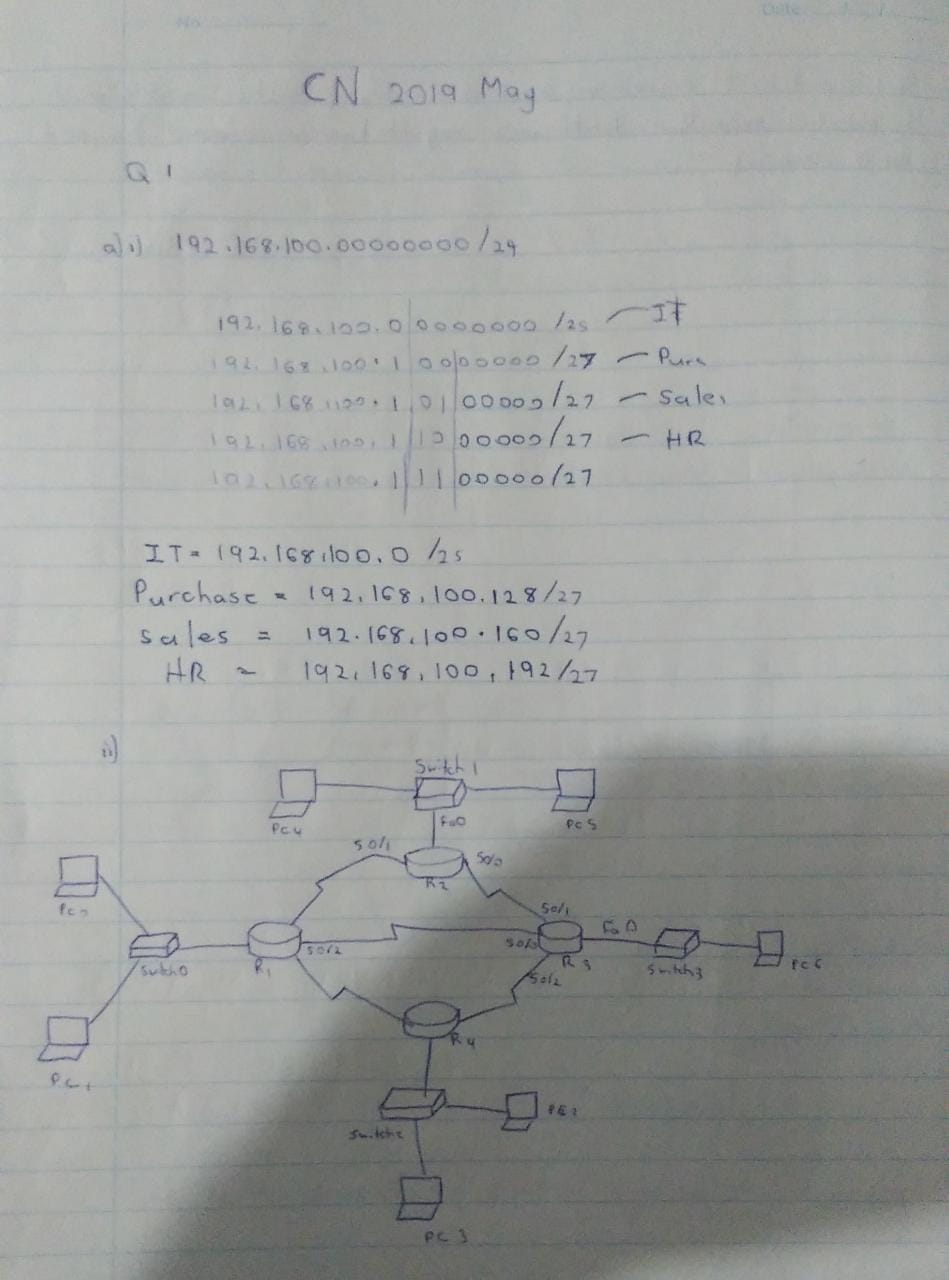 No
Date
CN 2019 May
Q 1
a) i) 192.168.100.00000000/24
192.168.100.0 0000000 /25 — IT
192.168.100.1 00 00000 /27 — Purc
192.168.100.1 01 00000/27 — Sales
192.168.100.1 10 00000/27 — HR
192.168.100.1 11 00000/27
IT = 192.168.100.0 /25
Purchase = 192.168.100.128/27
Sales = 192.168.100.160/27
HR = 192.168.100.192/27
ii)
Switch 1
PC4
Fa0
PC5
S0/1
S0/0
R2
S0/1
Fa0
S0/2
S0/0
Switch0
R1
R3
Switch3
PC6
S0/2
R4
PC1
Switch2
PC3